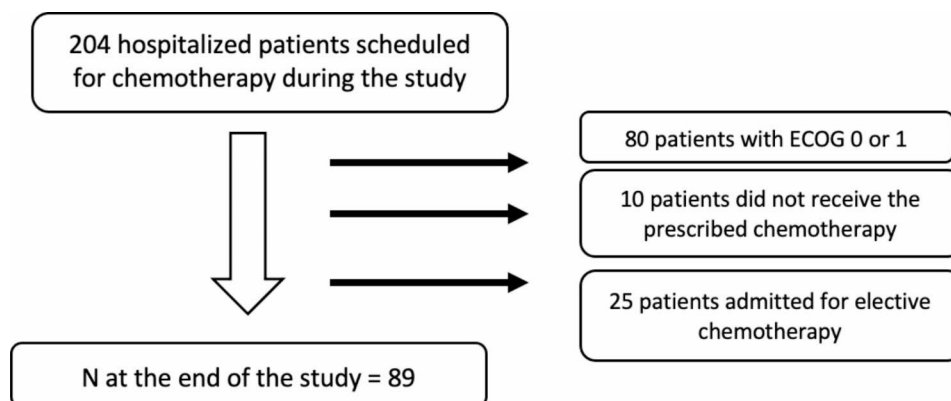 204 hospitalized patients scheduled
for chemotherapy during the study
80 patients with ECOG 0 or 1
10 patients did not receive the
prescribed chemotherapy
25 patients admitted for elective
chemotherapy
N at the end of the study = 89